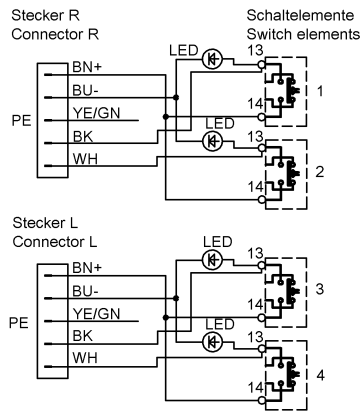 Stecker R
Connector R
Schaltelemente
Switch elements
LED
13
BN+
BU-
1
14
YE/GN
PE
LED
13
BK
WH
2
14
Stecker L
Connector L
LED
13
BN+
BU-
3
14
YE/GN
PE
LED
13
BK
WH
4
14